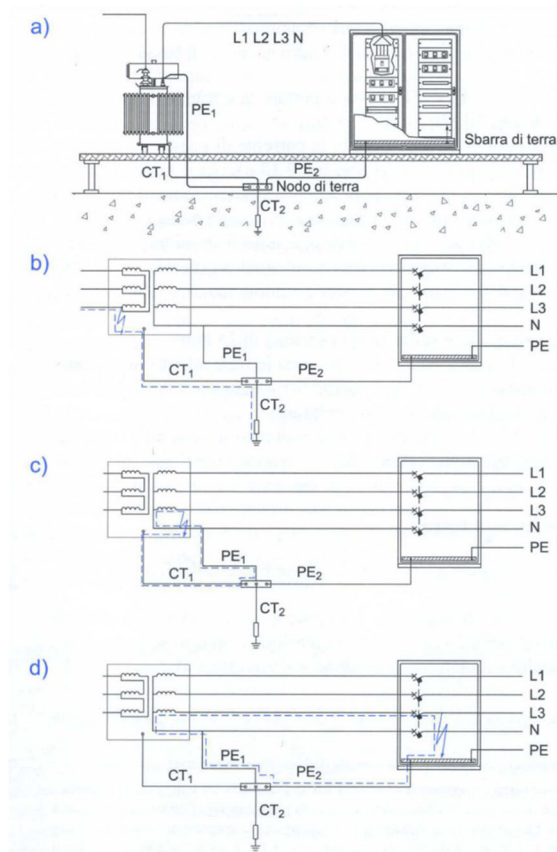 a)
L1 L2 L3 N
PE1
Sbarra di terra
CT1
PE2
Nodo di terra
CT2
b)
L1
L2
L3
N
PE1
PE
CT1
PE2
CT2
c)
L1
L2
L3
N
PE1
PE
CT1
PE2
CT2
d)
L1
L2
L3
N
PE1
PE
CT1
PE2
CT2